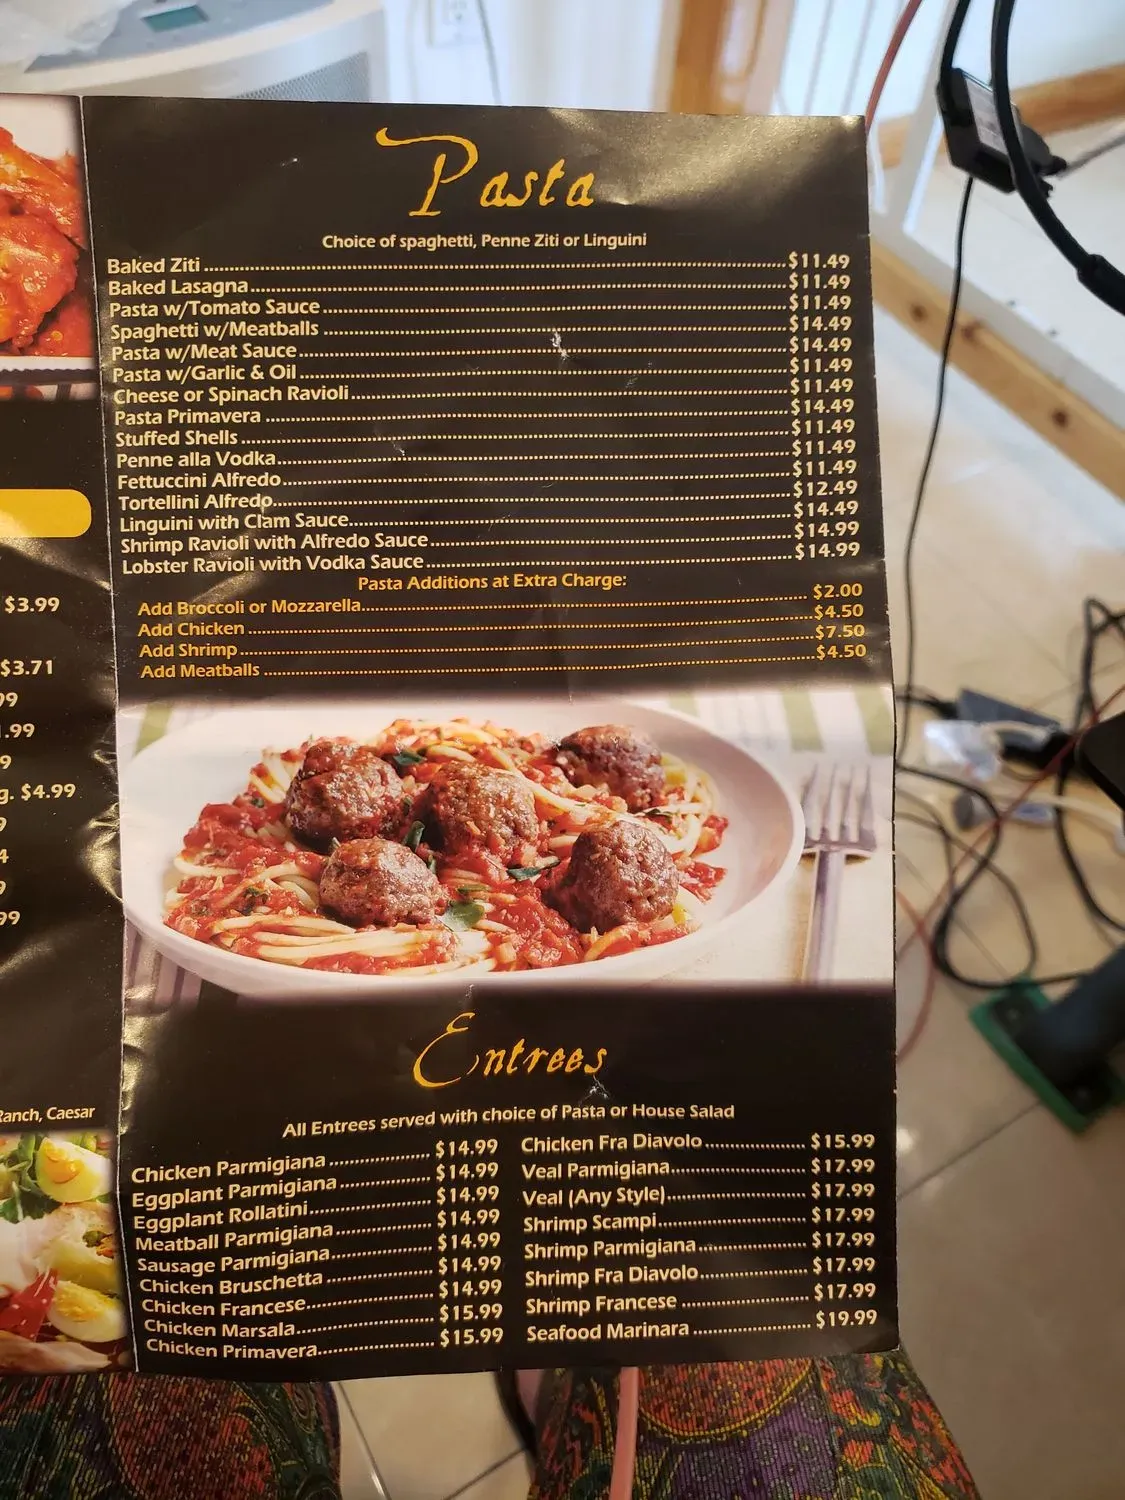 $3.99
$3.71
99
.99
9
g. $4.99
9
4
9
99
Ranch, Caesar
Pasta
Choice of spaghetti, Penne Ziti or Linguini
Baked Ziti $11.49
Baked Lasagna $11.49
Pasta w/Tomato Sauce $11.49
Spaghetti w/Meatballs $14.49
Pasta w/Meat Sauce $14.49
Pasta w/Garlic & Oil $11.49
Cheese or Spinach Ravioli $11.49
Pasta Primavera $14.49
Stuffed Shells $11.49
Penne alla Vodka $11.49
Fettuccini Alfredo $11.49
Tortellini Alfredo $12.49
Linguini with Clam Sauce $14.49
Shrimp Ravioli with Alfredo Sauce $14.99
Lobster Ravioli with Vodka Sauce $14.99
Pasta Additions at Extra Charge:
Add Broccoli or Mozzarella $2.00
Add Chicken $4.50
Add Shrimp $7.50
Add Meatballs $4.50
Entrees
All Entrees served with choice of Pasta or House Salad
Chicken Parmigiana $14.99
Eggplant Parmigiana $14.99
Eggplant Rollatini $14.99
Meatball Parmigiana $14.99
Sausage Parmigiana $14.99
Chicken Bruschetta $14.99
Chicken Francese $14.99
Chicken Marsala $15.99
Chicken Primavera $15.99
Chicken Fra Diavolo $15.99
Veal Parmigiana $17.99
Veal (Any Style) $17.99
Shrimp Scampi $17.99
Shrimp Parmigiana $17.99
Shrimp Fra Diavolo $17.99
Shrimp Francese $17.99
Seafood Marinara $19.99